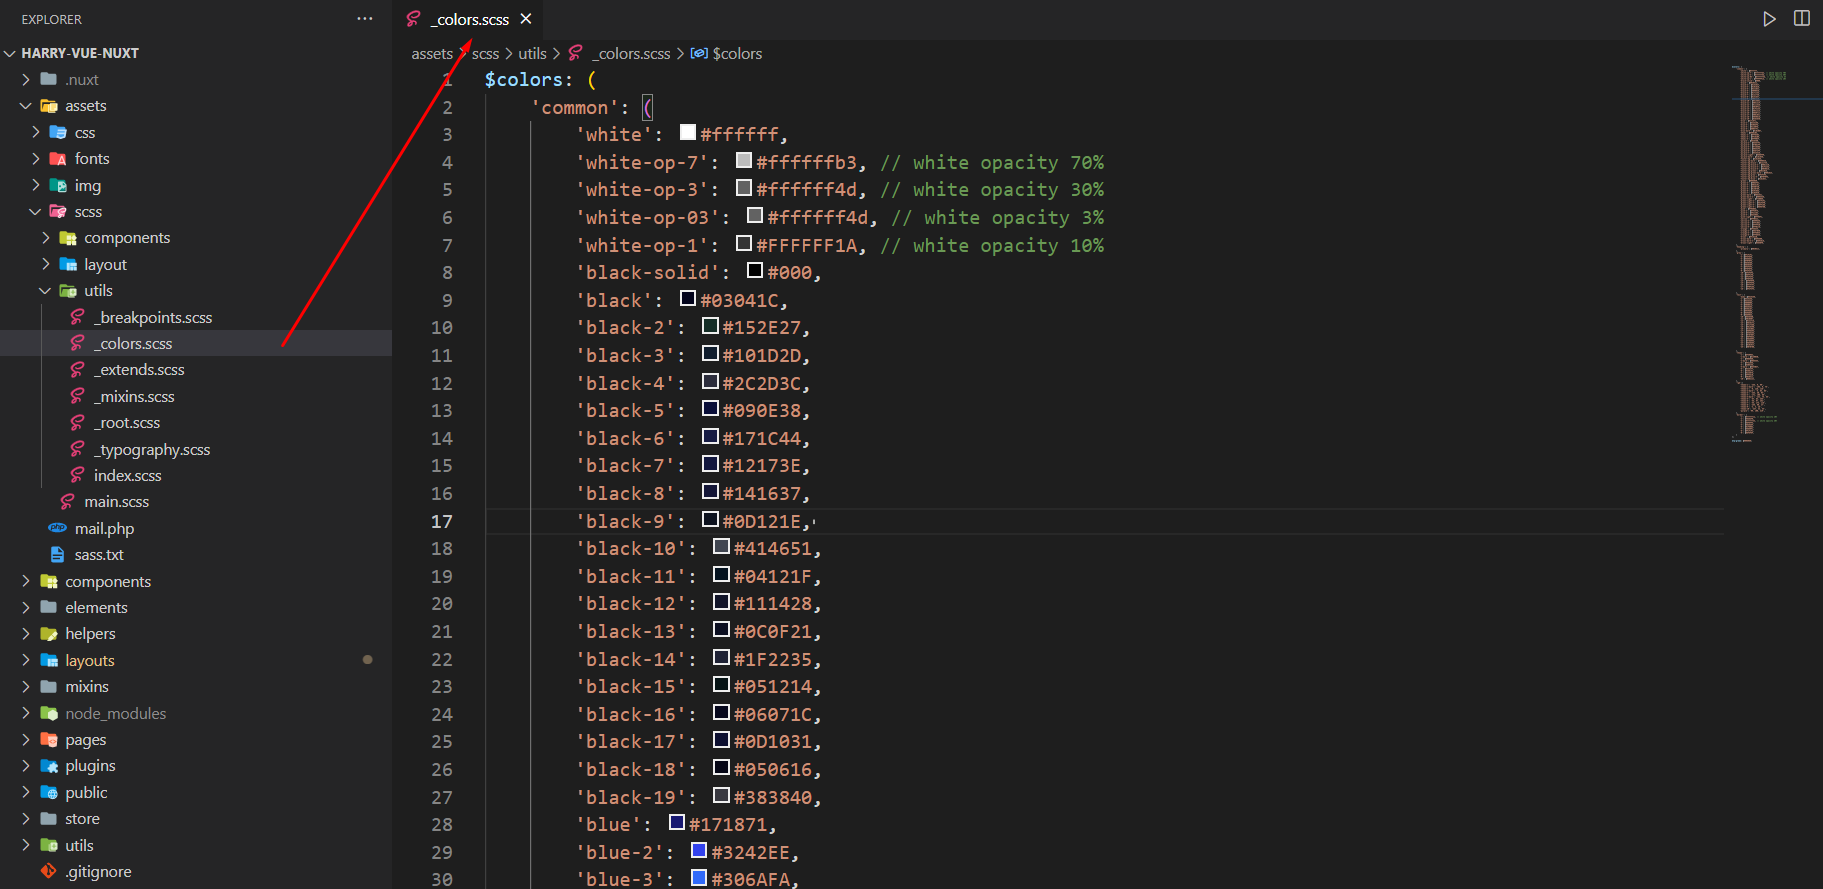 EXPLORER
HARRY-VUE-NUXT
.nuxt
assets
css
fonts
img
scss
components
layout
utils
_breakpoints.scss
_colors.scss
_extends.scss
_mixins.scss
_root.scss
_typography.scss
index.scss
main.scss
php mail.php
sass.txt
components
elements
helpers
layouts
mixins
node_modules
pages
plugins
public
store
utils
.gitignore
_colors.scss
assets > scss > utils > _colors.scss > $colors
1 $colors: (
2 'common': (
3 'white': #ffffff,
4 'white-op-7': #ffffffb3, // white opacity 70%
5 'white-op-3': #ffffff4d, // white opacity 30%
6 'white-op-03': #ffffff4d, // white opacity 3%
7 'white-op-1': #FFFFFF1A, // white opacity 10%
8 'black-solid': #000,
9 'black': #03041C,
10 'black-2': #152E27,
11 'black-3': #101D2D,
12 'black-4': #2C2D3C,
13 'black-5': #090E38,
14 'black-6': #171C44,
15 'black-7': #12173E,
16 'black-8': #141637,
17 'black-9': #0D121E,
18 'black-10': #414651,
19 'black-11': #04121F,
20 'black-12': #111428,
21 'black-13': #0C0F21,
22 'black-14': #1F2235,
23 'black-15': #051214,
24 'black-16': #06071C,
25 'black-17': #0D1031,
26 'black-18': #050616,
27 'black-19': #383840,
28 'blue': #171871,
29 'blue-2': #3242EE,
30 'blue-3': #306AFA,